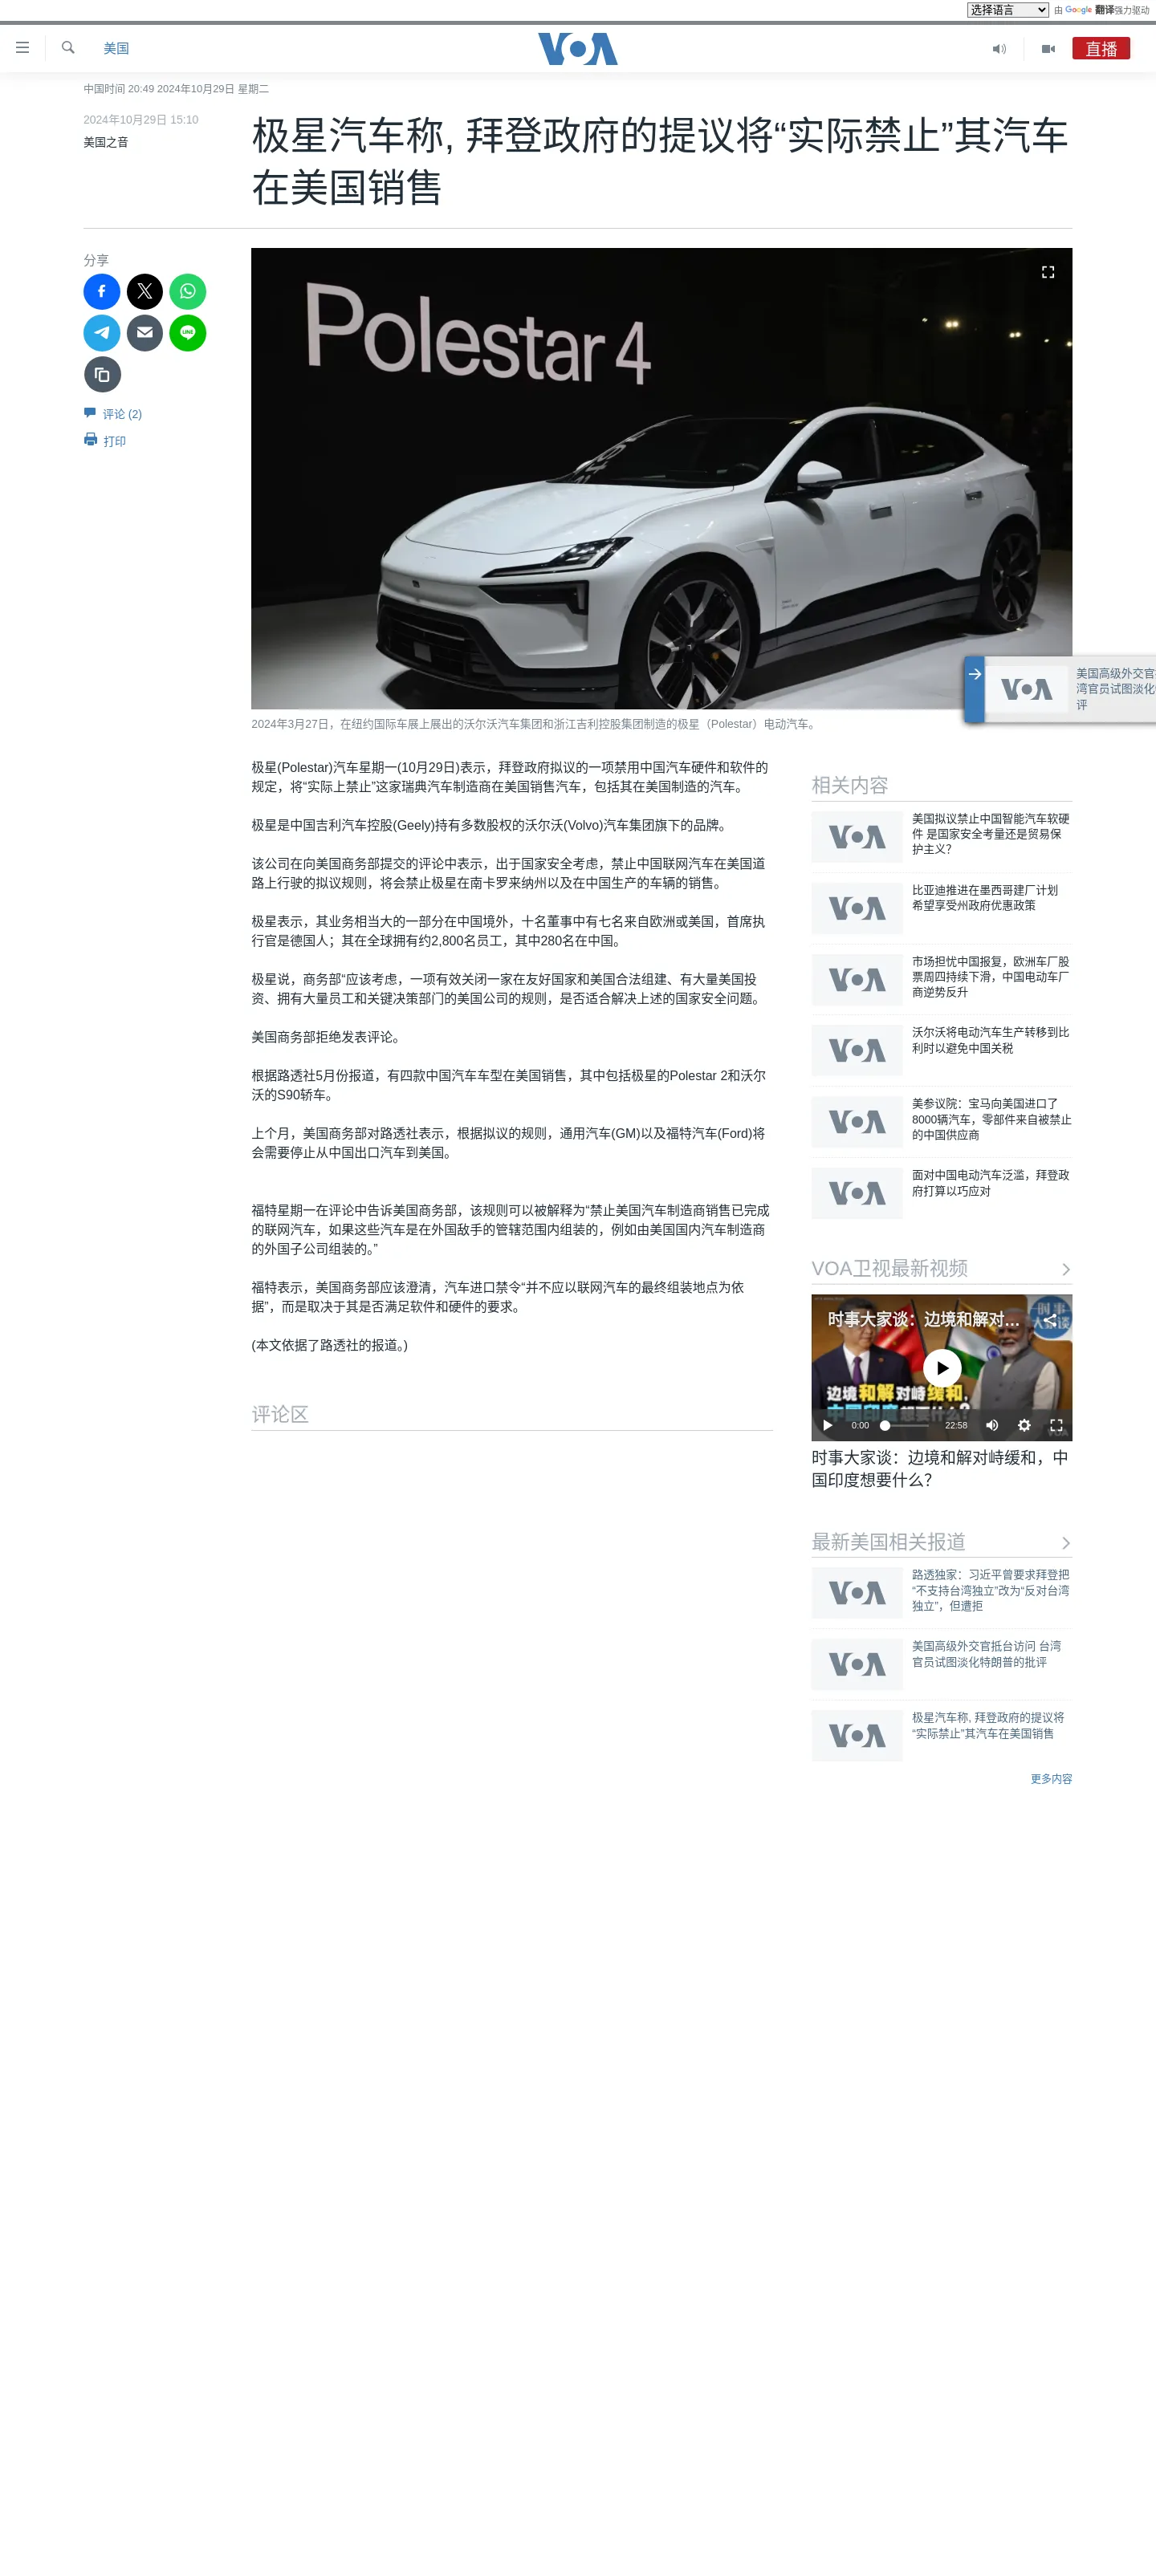 选择语言 由 Google 翻译强力驱动
美国
VOA
直播
中国时间 20:49 2024年10月29日 星期二
2024年10月29日 15:10
美国之音
极星汽车称, 拜登政府的提议将“实际禁止”其汽车
在美国销售
分享
评论 (2)
打印
Polestar 4
2024年3月27日，在纽约国际车展上展出的沃尔沃汽车集团和浙江吉利控股集团制造的极星（Polestar）电动汽车。
VOA
美国高级外交官
湾官员试图淡化
评
极星(Polestar)汽车星期一(10月29日)表示，拜登政府拟议的一项禁用中国汽车硬件和软件的
规定，将“实际上禁止”这家瑞典汽车制造商在美国销售汽车，包括其在美国制造的汽车。
极星是中国吉利汽车控股(Geely)持有多数股权的沃尔沃(Volvo)汽车集团旗下的品牌。
该公司在向美国商务部提交的评论中表示，出于国家安全考虑，禁止中国联网汽车在美国道
路上行驶的拟议规则，将会禁止极星在南卡罗来纳州以及在中国生产的车辆的销售。
极星表示，其业务相当大的一部分在中国境外，十名董事中有七名来自欧洲或美国，首席执
行官是德国人；其在全球拥有约2,800名员工，其中280名在中国。
极星说，商务部“应该考虑，一项有效关闭一家在友好国家和美国合法组建、有大量美国投
资、拥有大量员工和关键决策部门的美国公司的规则，是否适合解决上述的国家安全问题。
美国商务部拒绝发表评论。
根据路透社5月份报道，有四款中国汽车车型在美国销售，其中包括极星的Polestar 2和沃尔
沃的S90轿车。
上个月，美国商务部对路透社表示，根据拟议的规则，通用汽车(GM)以及福特汽车(Ford)将
会需要停止从中国出口汽车到美国。
福特星期一在评论中告诉美国商务部，该规则可以被解释为“禁止美国汽车制造商销售已完成
的联网汽车，如果这些汽车是在外国敌手的管辖范围内组装的，例如由美国国内汽车制造商
的外国子公司组装的。”
福特表示，美国商务部应该澄清，汽车进口禁令“并不应以联网汽车的最终组装地点为依
据”，而是取决于其是否满足软件和硬件的要求。
(本文依据了路透社的报道。)
评论区
相关内容
VOA
美国拟议禁止中国智能汽车软硬
件 是国家安全考量还是贸易保
护主义？
VOA
比亚迪推进在墨西哥建厂计划
希望享受州政府优惠政策
VOA
市场担忧中国报复，欧洲车厂股
票周四持续下滑，中国电动车厂
商逆势反升
VOA
沃尔沃将电动汽车生产转移到比
利时以避免中国关税
VOA
美参议院：宝马向美国进口了
8000辆汽车，零部件来自被禁止
的中国供应商
VOA
面对中国电动汽车泛滥，拜登政
府打算以巧应对
VOA卫视最新视频
时事大家谈：边境和解对…
边境和解对峙缓和，
中国印度想要什么？
0:00 22:58
时事大家谈：边境和解对峙缓和，中
国印度想要什么？
最新美国相关报道
VOA
路透独家：习近平曾要求拜登把
“不支持台湾独立”改为“反对台湾
独立”，但遭拒
VOA
美国高级外交官抵台访问 台湾
官员试图淡化特朗普的批评
VOA
极星汽车称, 拜登政府的提议将
“实际禁止”其汽车在美国销售
更多内容